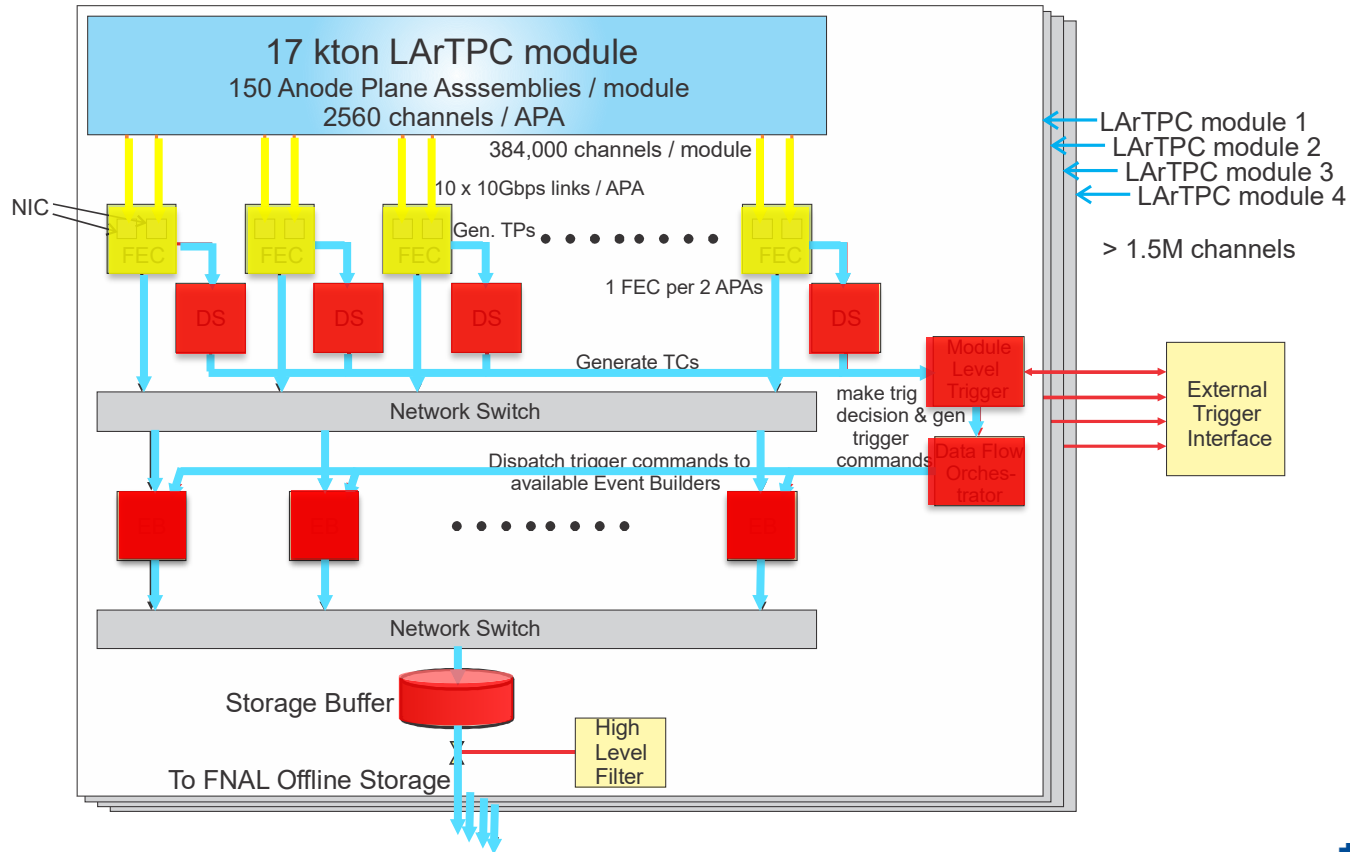 17 kton LArTPC module
150 Anode Plane Asssemblies / module
2560 channels / APA
384,000 channels / module
10 x 10Gbps links / APA
NIC
Gen. TPs
FEC
FEC
FEC
FEC
1 FEC per 2 APAs
DS
DS
DS
DS
Generate TCs
Module
Level
Trigger
Network Switch
make trig
decision & gen
trigger
commands
Data Flow
Orches-
trator
Dispatch trigger commands to
available Event Builders
EB
EB
EB
Network Switch
Storage Buffer
High
Level
Filter
To FNAL Offline Storage
LArTPC module 1
LArTPC module 2
LArTPC module 3
LArTPC module 4
> 1.5M channels
External
Trigger
Interface